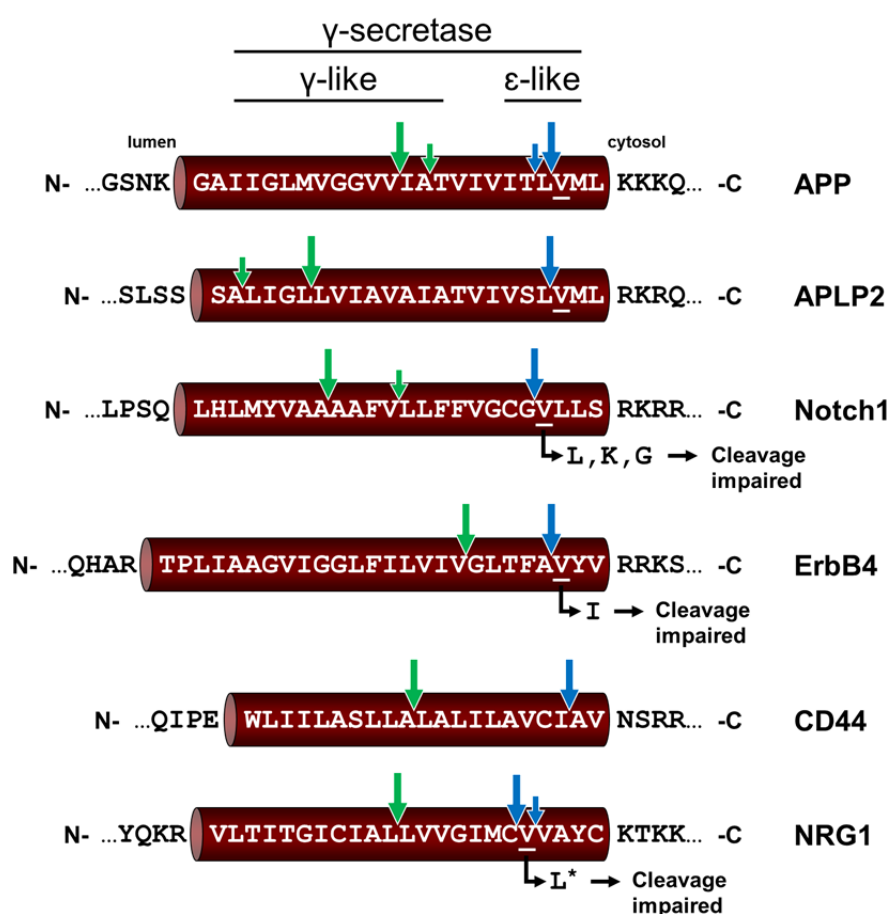 γ-secretase
γ-like ε-like
lumen cytosol
N- ...GSNK GAIIGLMVGGVVIATVIVITLVML KKKQ... -C APP
N- ...SLSS SALIGLLVIAVAIATVIVSLVML RKRQ... -C APLP2
N- ...LPSQ LHLMYVAAAAFVLLFFVGCGVLLS RKRR... -C Notch1
L,K,G Cleavage
impaired
N- ...QHAR TPLIAAGVIGGLFILVIVGLTFAVYV RRKS... -C ErbB4
I Cleavage
impaired
N- ...QIPE WLIILASLLALALILAVCIAV NSRR... -C CD44
N- ...YQKR VLTITGICIALLVVGIMCVVAYC KTKK... -C NRG1
L* Cleavage
impaired